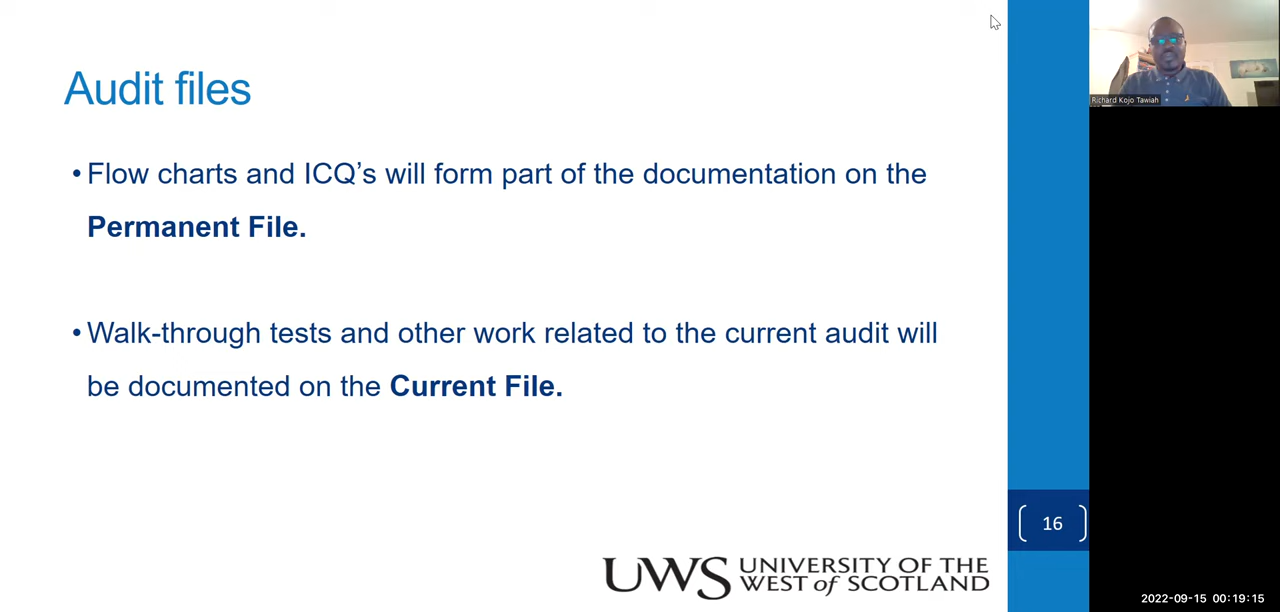 Audit files
• Flow charts and ICQ’s will form part of the documentation on the
Permanent File.
• Walk-through tests and other work related to the current audit will
be documented on the Current File.
16
UWS UNIVERSITY OF THE
WEST of SCOTLAND
Richard Kojo Tawiah
2022-09-15 00:19:15